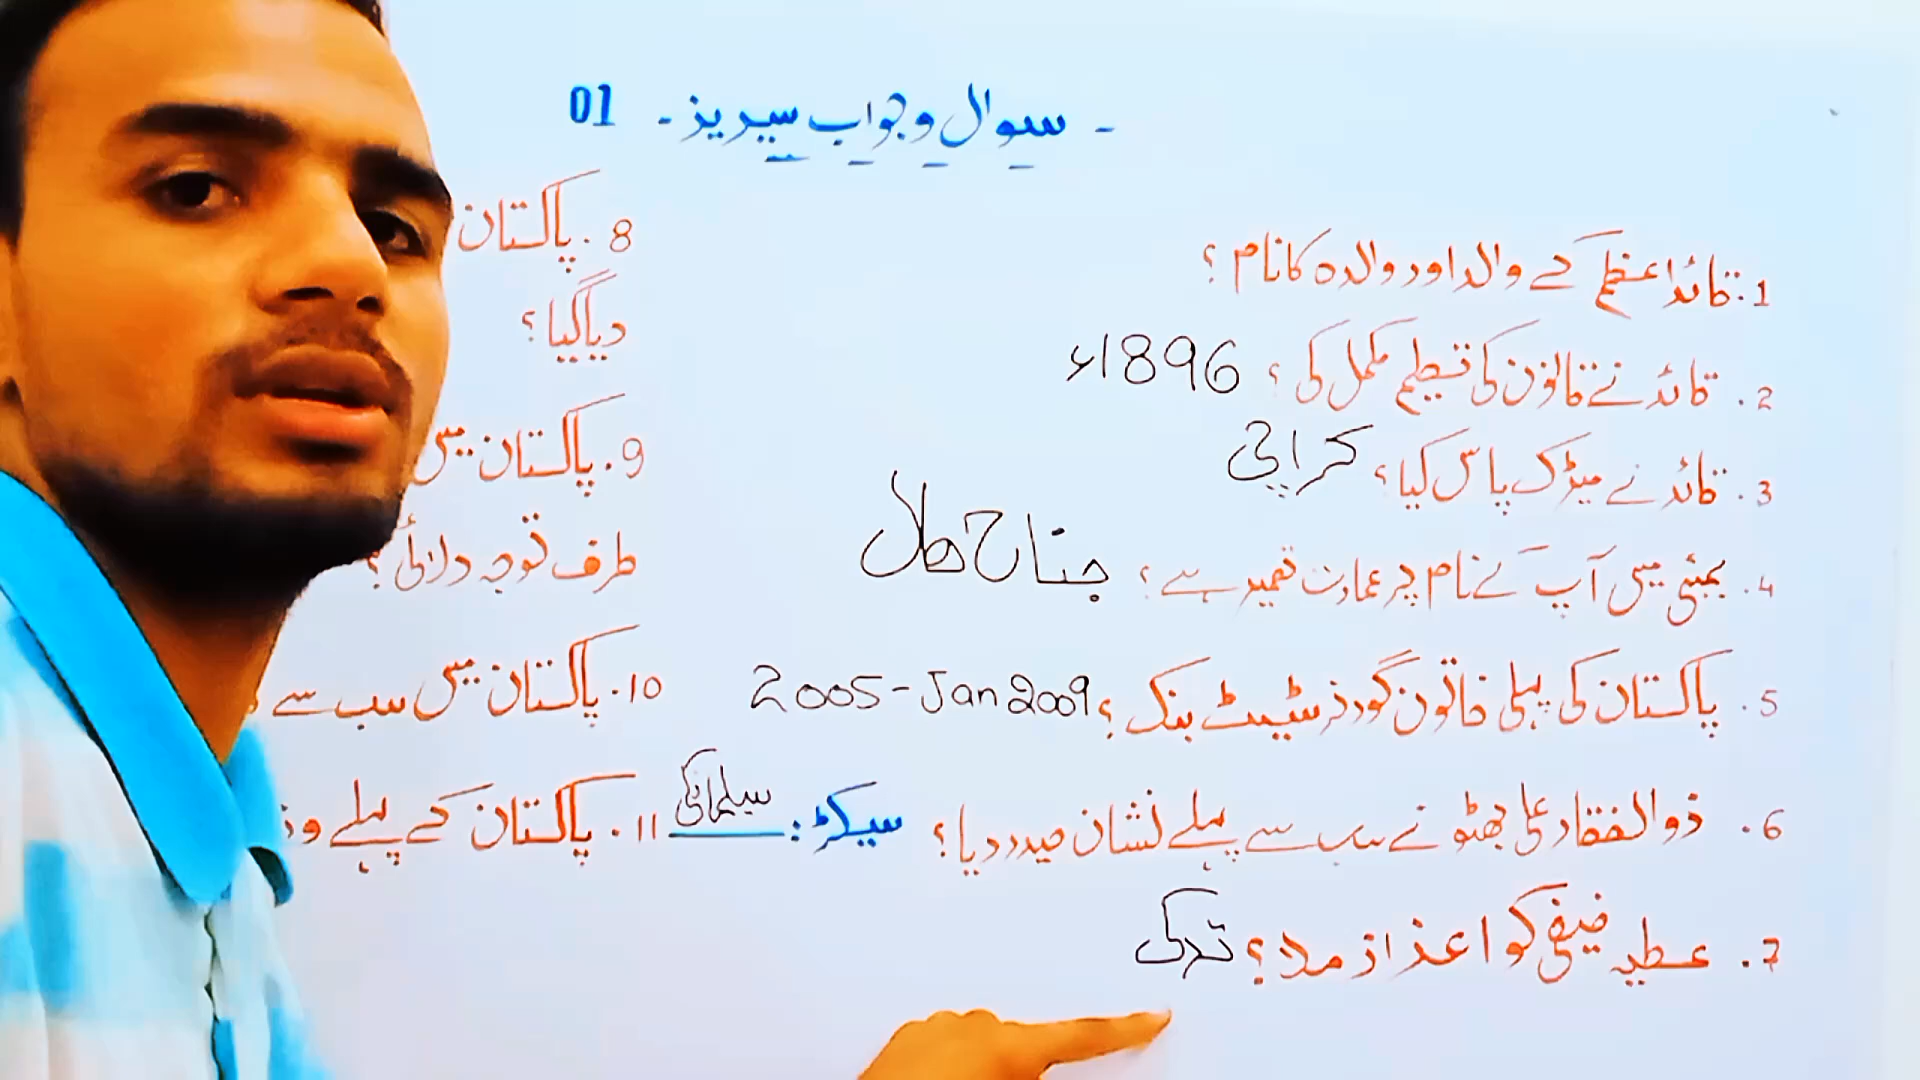 - سوال و جواب سیریز - 01
1. قائداعظم کے والد اور والدہ کا نام ؟
2. قائد نے قانون کی تعلیم مکمل کی ؟ 1896ء
3. قائد نے میٹرک پاس کیا ؟ کراچی
4. بمبئی میں آپ کے نام پر عمارت تعمیر ہے ؟ جناح ھال
5. پاکستان کی پہلی خاتون گورنر سٹیٹ بنک ؟ 2005-Jan 2009
6. ذوالفقار علی بھٹو نے سب سے پہلے نشان حیدر دیا ؟ سیکٹر: سیلمانکی
7. عطیہ فیضی کو اعزاز ملا ؟ ترکی
8. پاکستان
دیا گیا ؟
9. پاکستان میں
طرف توجہ دلائی ؟
10. پاکستان میں سب سے
11. پاکستان کے پہلے